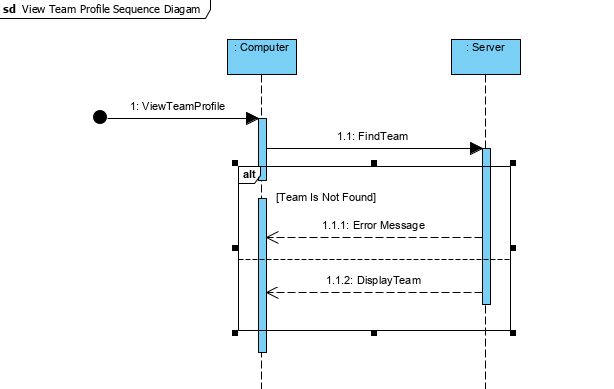 sd View Team Profile Sequence Diagam
: Computer
: Server
1: ViewTeamProfile
1.1: FindTeam
alt
[Team Is Not Found]
1.1.1: Error Message
1.1.2: DisplayTeam